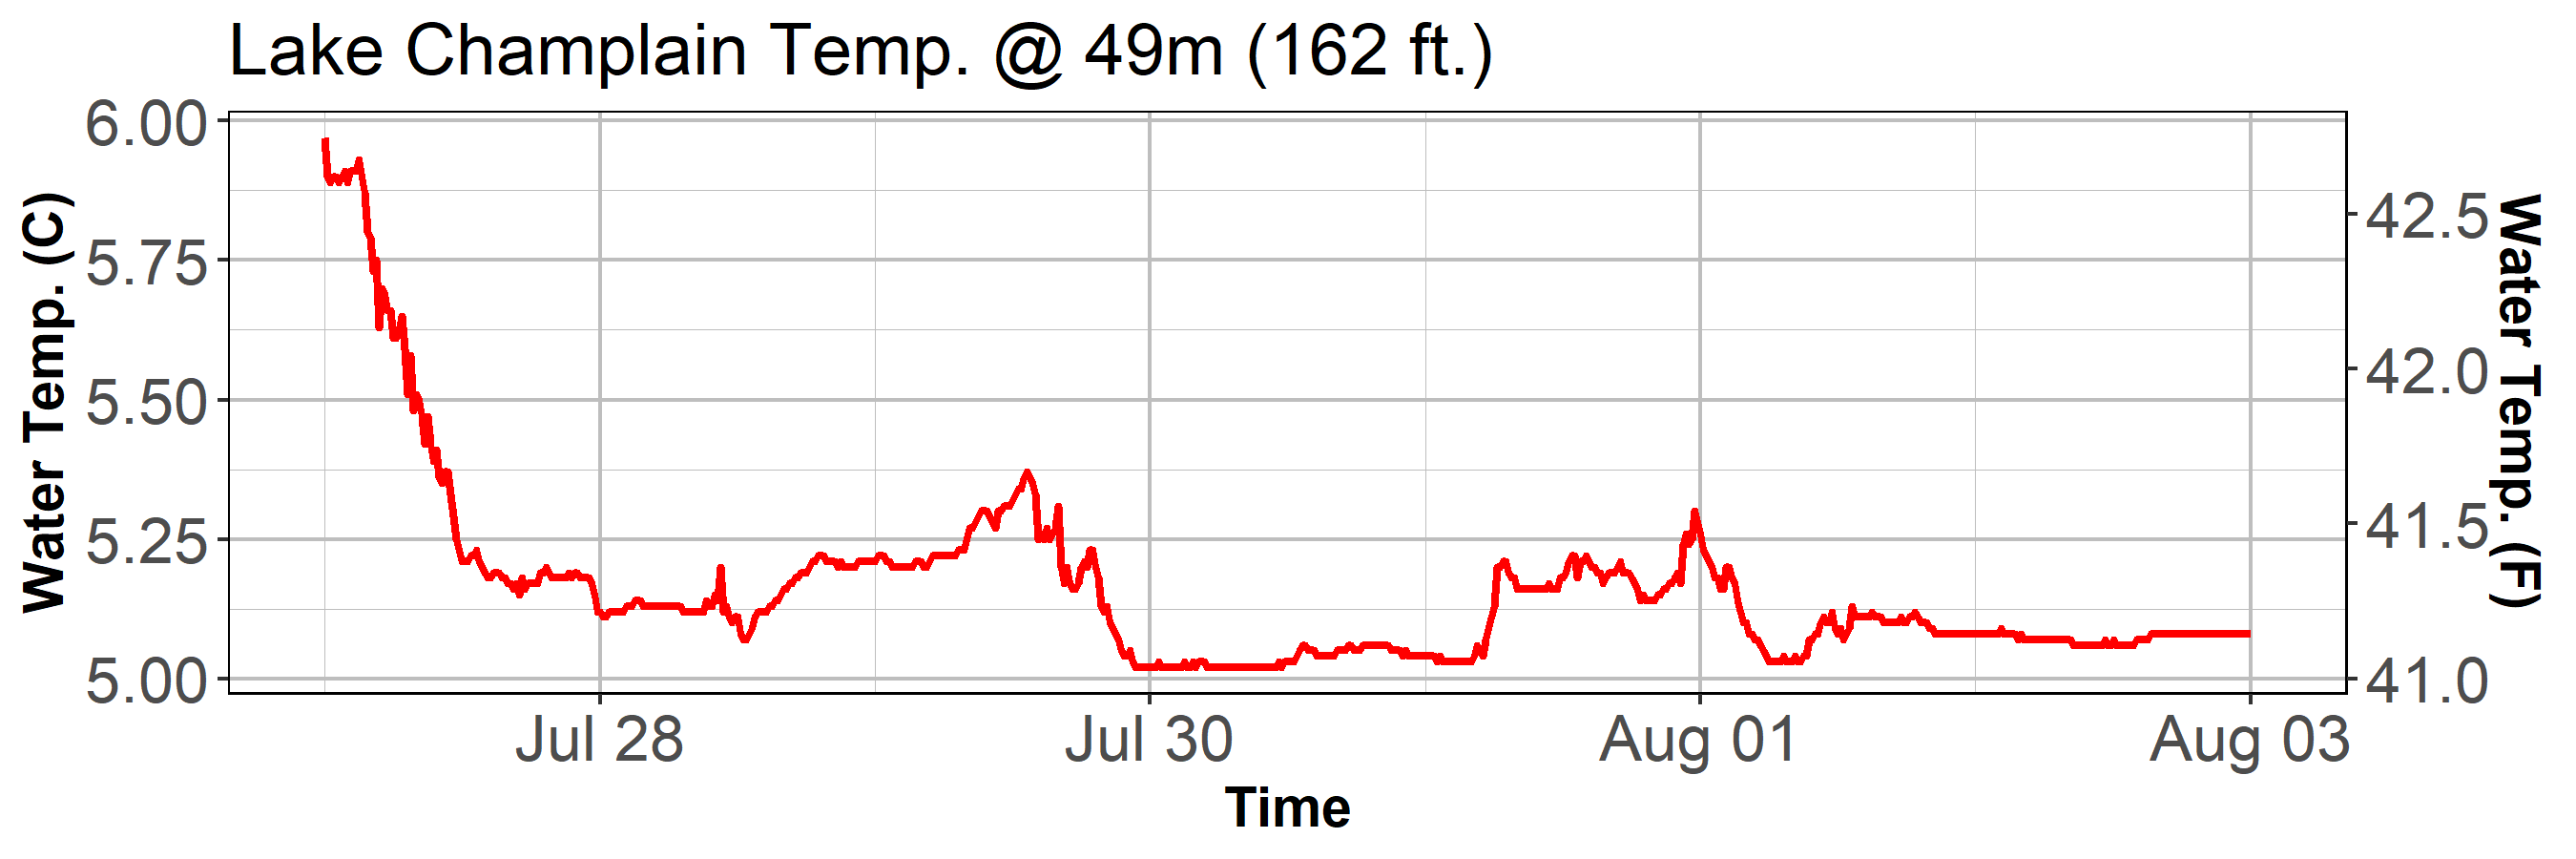 Lake Champlain Temp. @ 49m (162 ft.)
Water Temp. (C)
6.00
5.75
5.50
5.25
5.00
42.5
42.0
41.5
41.0
Water Temp. (F)
Jul 28 Jul 30 Aug 01 Aug 03
Time